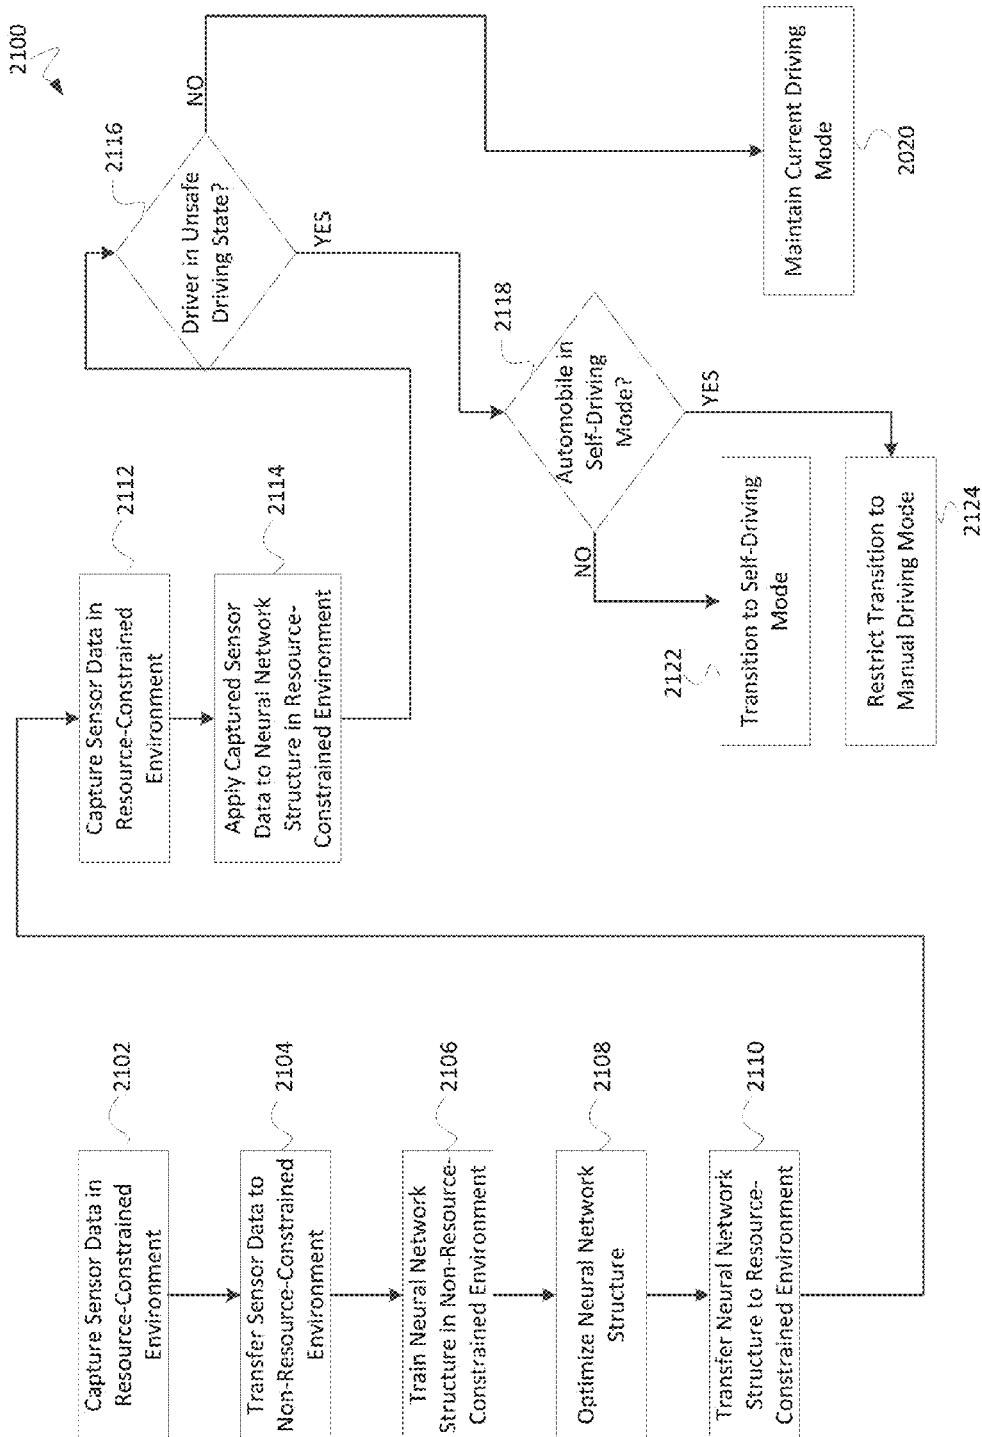 2100
Capture Sensor Data in
Resource-Constrained
Environment
2102
Transfer Sensor Data to
Non-Resource-Constrained
Environment
2104
Train Neural Network
Structure in Non-Resource-
Constrained Environment
2106
Optimize Neural Network
Structure
2108
Transfer Neural Network
Structure to Resource-
Constrained Environment
2110
Capture Sensor Data in
Resource-Constrained
Environment
2112
Apply Captured Sensor
Data to Neural Network
Structure in Resource-
Constrained Environment
2114
Driver in Unsafe
Driving State?
2116
NO
YES
Automobile in
Self-Driving
Mode?
2118
NO
YES
Transition to Self-Driving
Mode
2122
Restrict Transition to
Manual Driving Mode
2124
Maintain Current Driving
Mode
2020